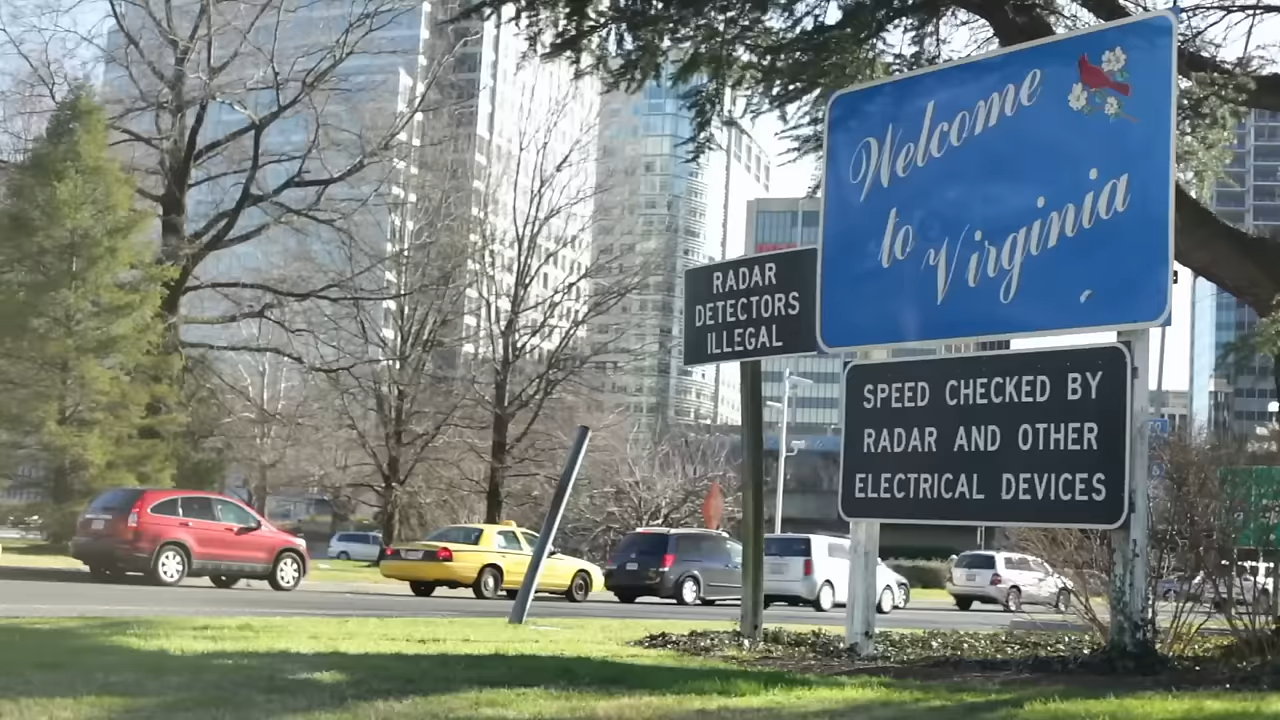 Welcome
to Virginia
RADAR
DETECTORS
ILLEGAL
SPEED CHECKED BY
RADAR AND OTHER
ELECTRICAL DEVICES